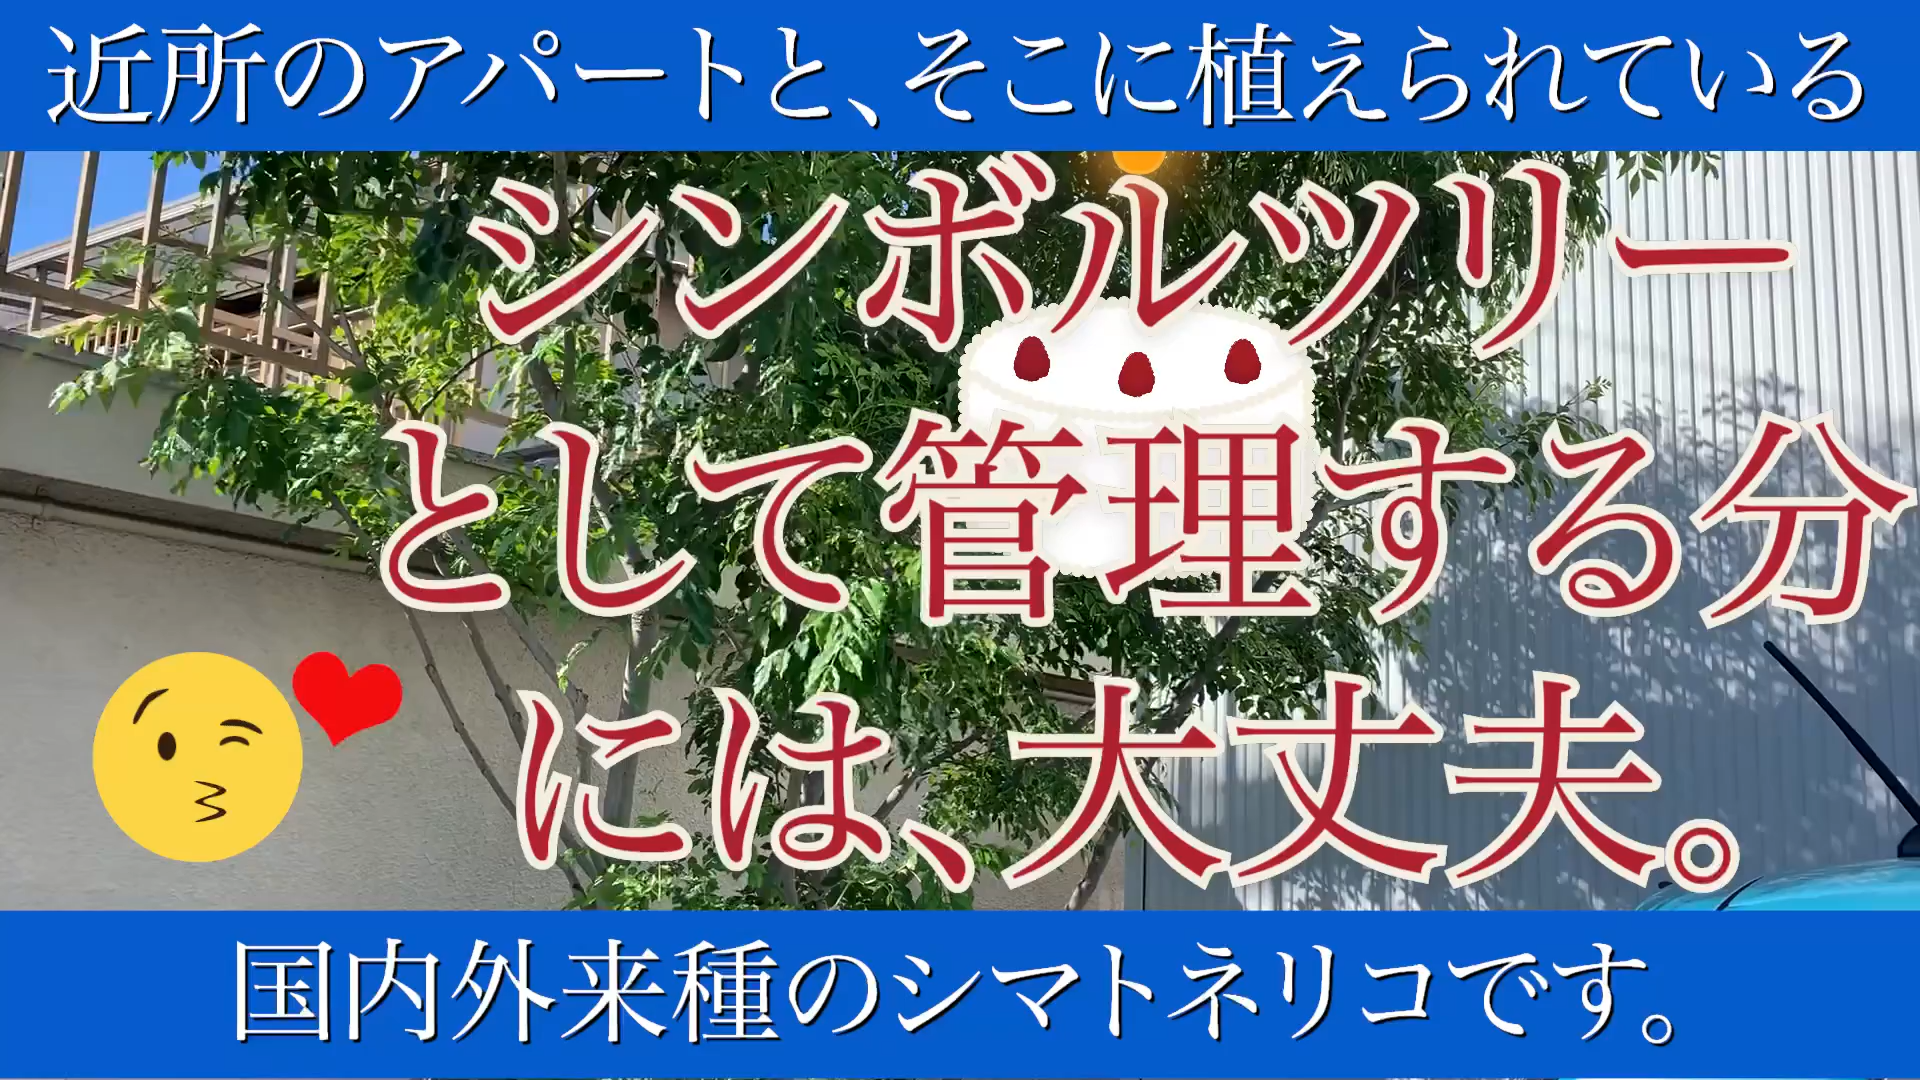 近所のアパートと、そこに植えられている
シンボルツリー
として管理する分
には、大丈夫。
国内外来種のシマトネリコです。